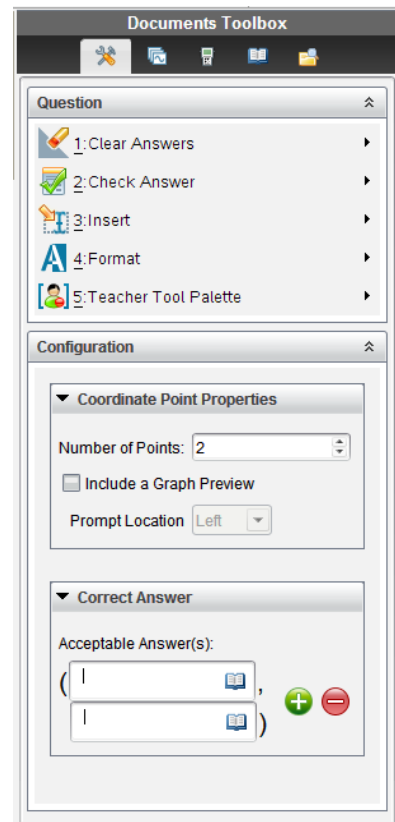 Documents Toolbox
Question
1:Clear Answers
2:Check Answer
3:Insert
4:Format
5:Teacher Tool Palette
Configuration
Coordinate Point Properties
Number of Points: 2
Include a Graph Preview
Prompt Location Left
Correct Answer
Acceptable Answer(s):
( ,
)